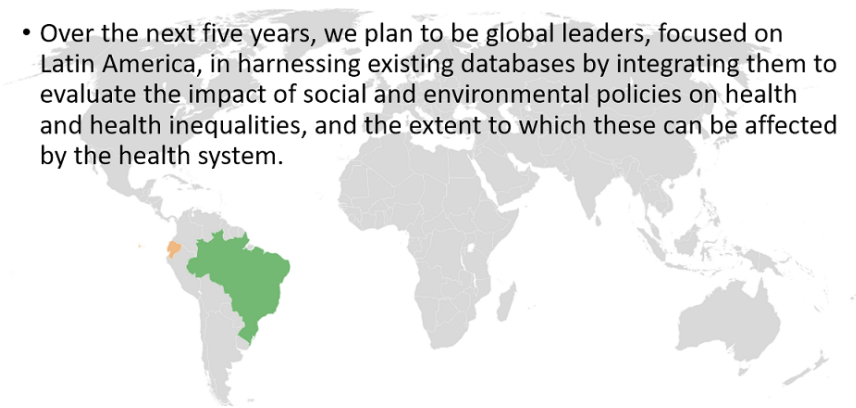 • Over the next five years, we plan to be global leaders, focused on
Latin America, in harnessing existing databases by integrating them to
evaluate the impact of social and environmental policies on health
and health inequalities, and the extent to which these can be affected
by the health system.